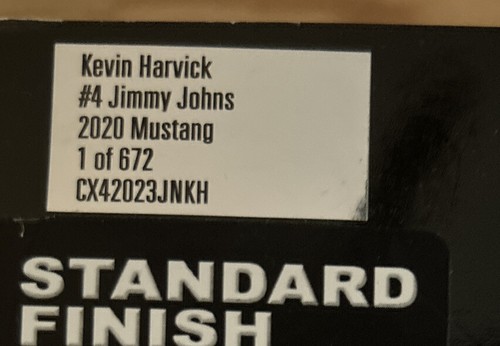 Kevin Harvick
#4 Jimmy Johns
2020 Mustang
1 of 672
CX42023JNKH
STANDARD
FINISH